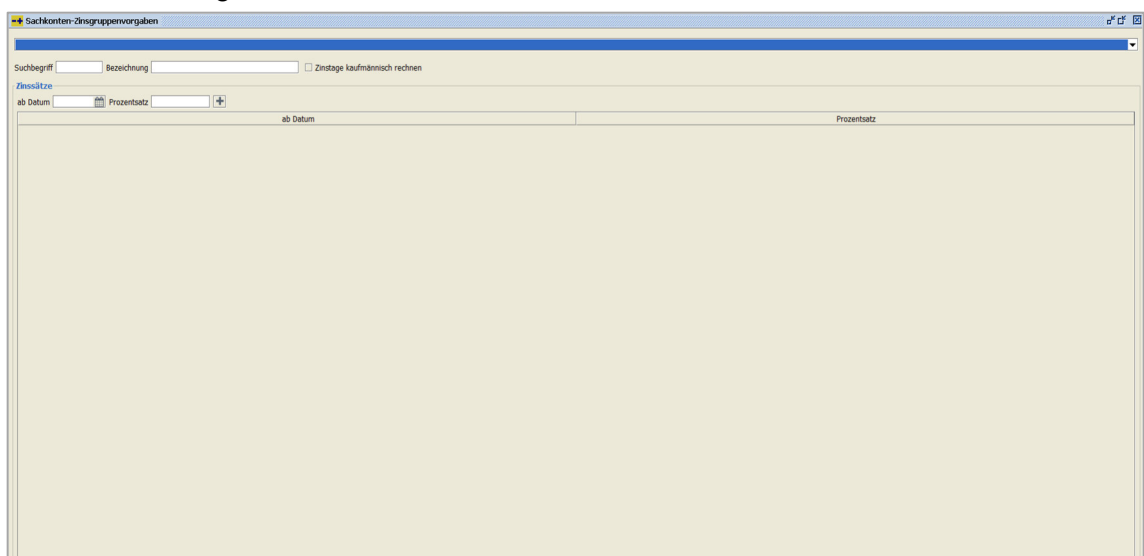 Sachkonten-Zinsgruppenvorgaben
Suchbegriff Bezeichnung Zinstage kaufmännisch rechnen
Zinssätze
ab Datum Prozentsatz
ab Datum Prozentsatz